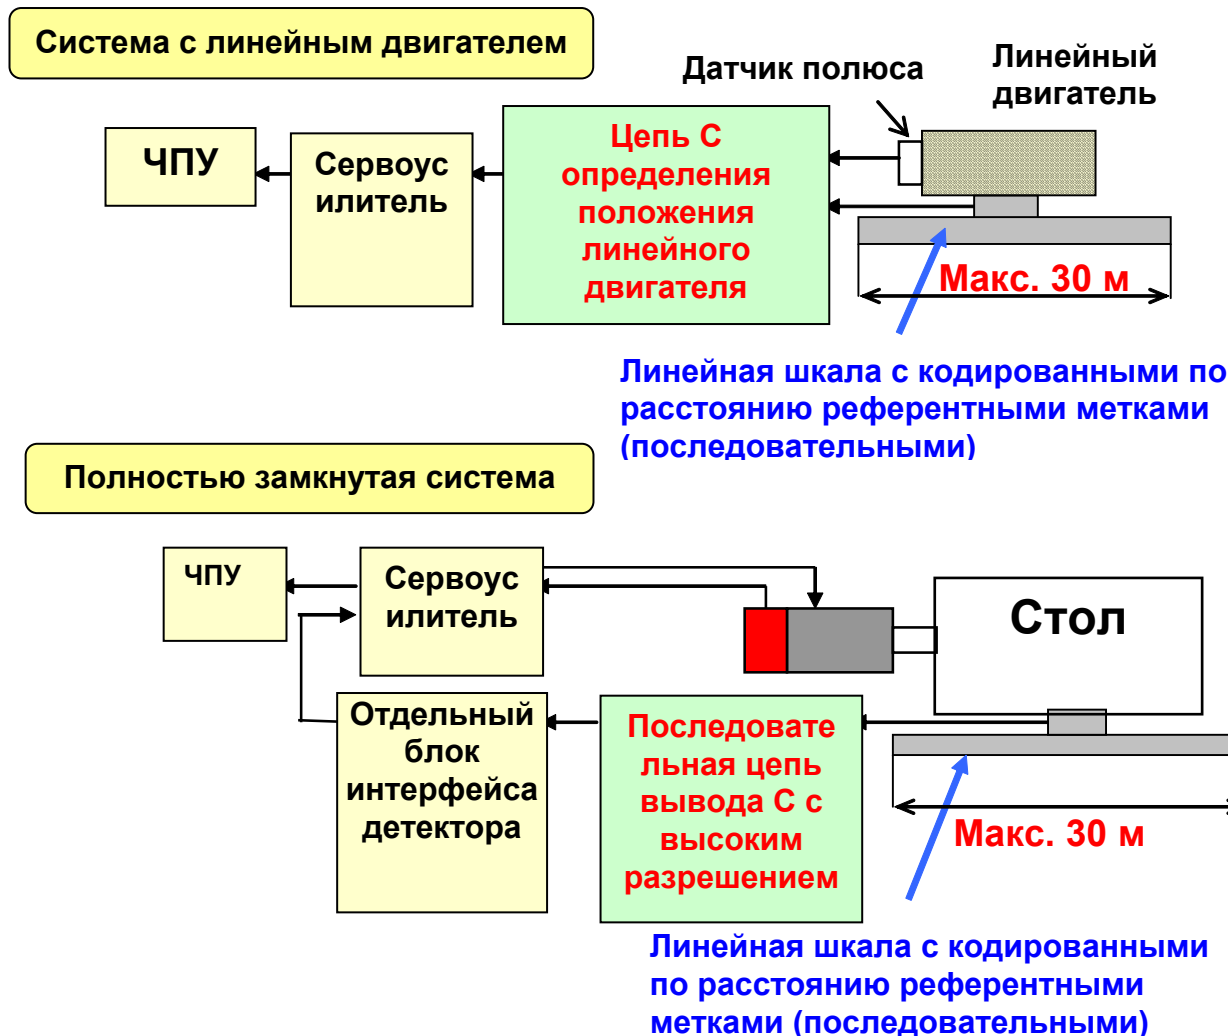 Система с линейным двигателем
Датчик полюса
Линейный
двигатель
ЧПУ
Сервоус
илитель
Цепь С
определения
положения
линейного
двигателя
Макс. 30 м
Линейная шкала с кодированными по
расстоянию референтными метками
(последовательными)
Полностью замкнутая система
ЧПУ
Сервоус
илитель
Стол
Отдельный
блок
интерфейса
детектора
Последовате
льная цепь
вывода С с
высоким
разрешением
Макс. 30 м
Линейная шкала с кодированными
по расстоянию референтными
метками (последовательными)